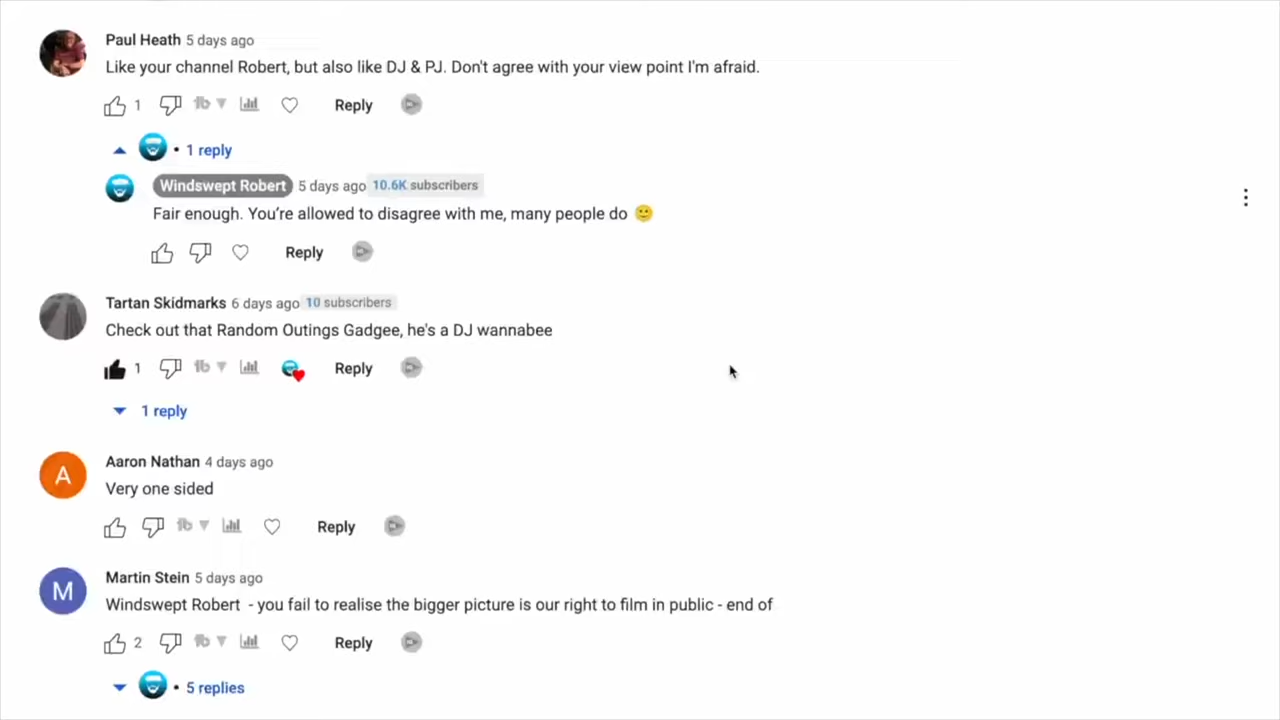 Paul Heath 5 days ago
Like your channel Robert, but also like DJ & PJ. Don't agree with your view point I'm afraid.
1 Reply
• 1 reply
Windswept Robert 5 days ago 10.6K subscribers
Fair enough. You’re allowed to disagree with me, many people do 🙂
Reply
Tartan Skidmarks 6 days ago 10 subscribers
Check out that Random Outings Gadgee, he's a DJ wannabee
1 Reply
1 reply
A
Aaron Nathan 4 days ago
Very one sided
Reply
M
Martin Stein 5 days ago
Windswept Robert - you fail to realise the bigger picture is our right to film in public - end of
2 Reply
• 5 replies